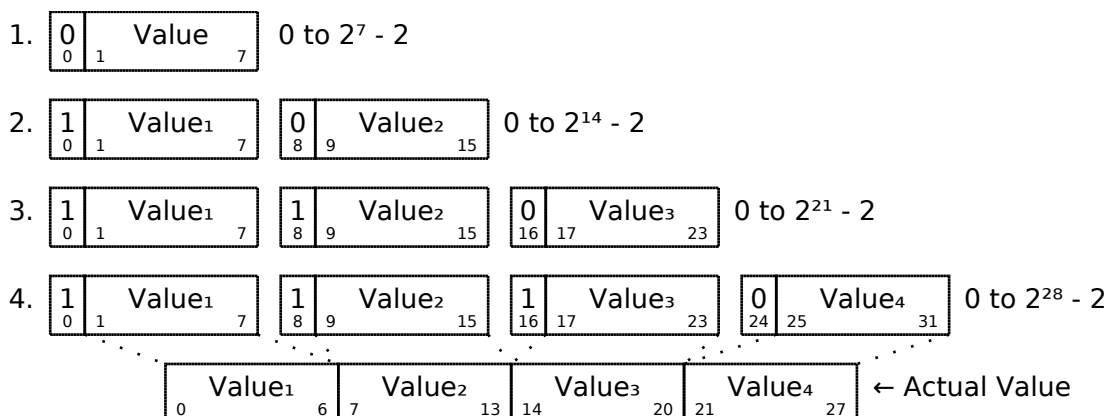 1. 0 Value 0 to 2⁷ - 2
0 1 7
2. 1 Value₁ 0 Value₂ 0 to 2¹⁴ - 2
0 1 7 8 9 15
3. 1 Value₁ 1 Value₂ 0 Value₃ 0 to 2²¹ - 2
0 1 7 8 9 15 16 17 23
4. 1 Value₁ 1 Value₂ 1 Value₃ 0 Value₄ 0 to 2²⁸ - 2
0 1 7 8 9 15 16 17 23 24 25 31
Value₁ Value₂ Value₃ Value₄ ← Actual Value
0 6 7 13 14 20 21 27